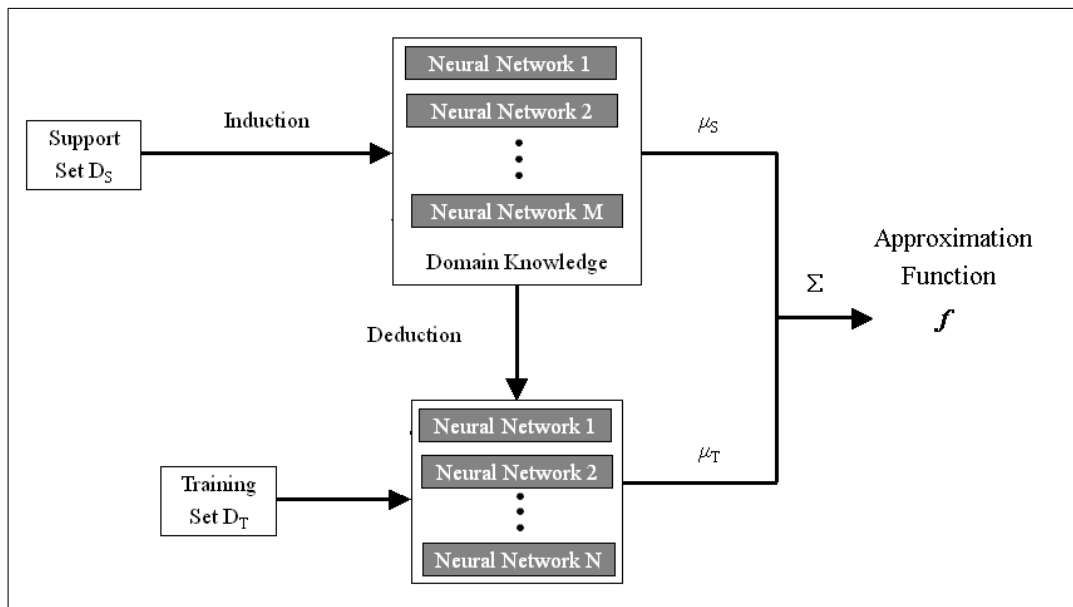 Support
Set D_S
Induction
Neural Network 1
Neural Network 2
Neural Network M
Domain Knowledge
μ_S
Deduction
Σ
Approximation
Function
f
Training
Set D_T
Neural Network 1
Neural Network 2
Neural Network N
μ_T